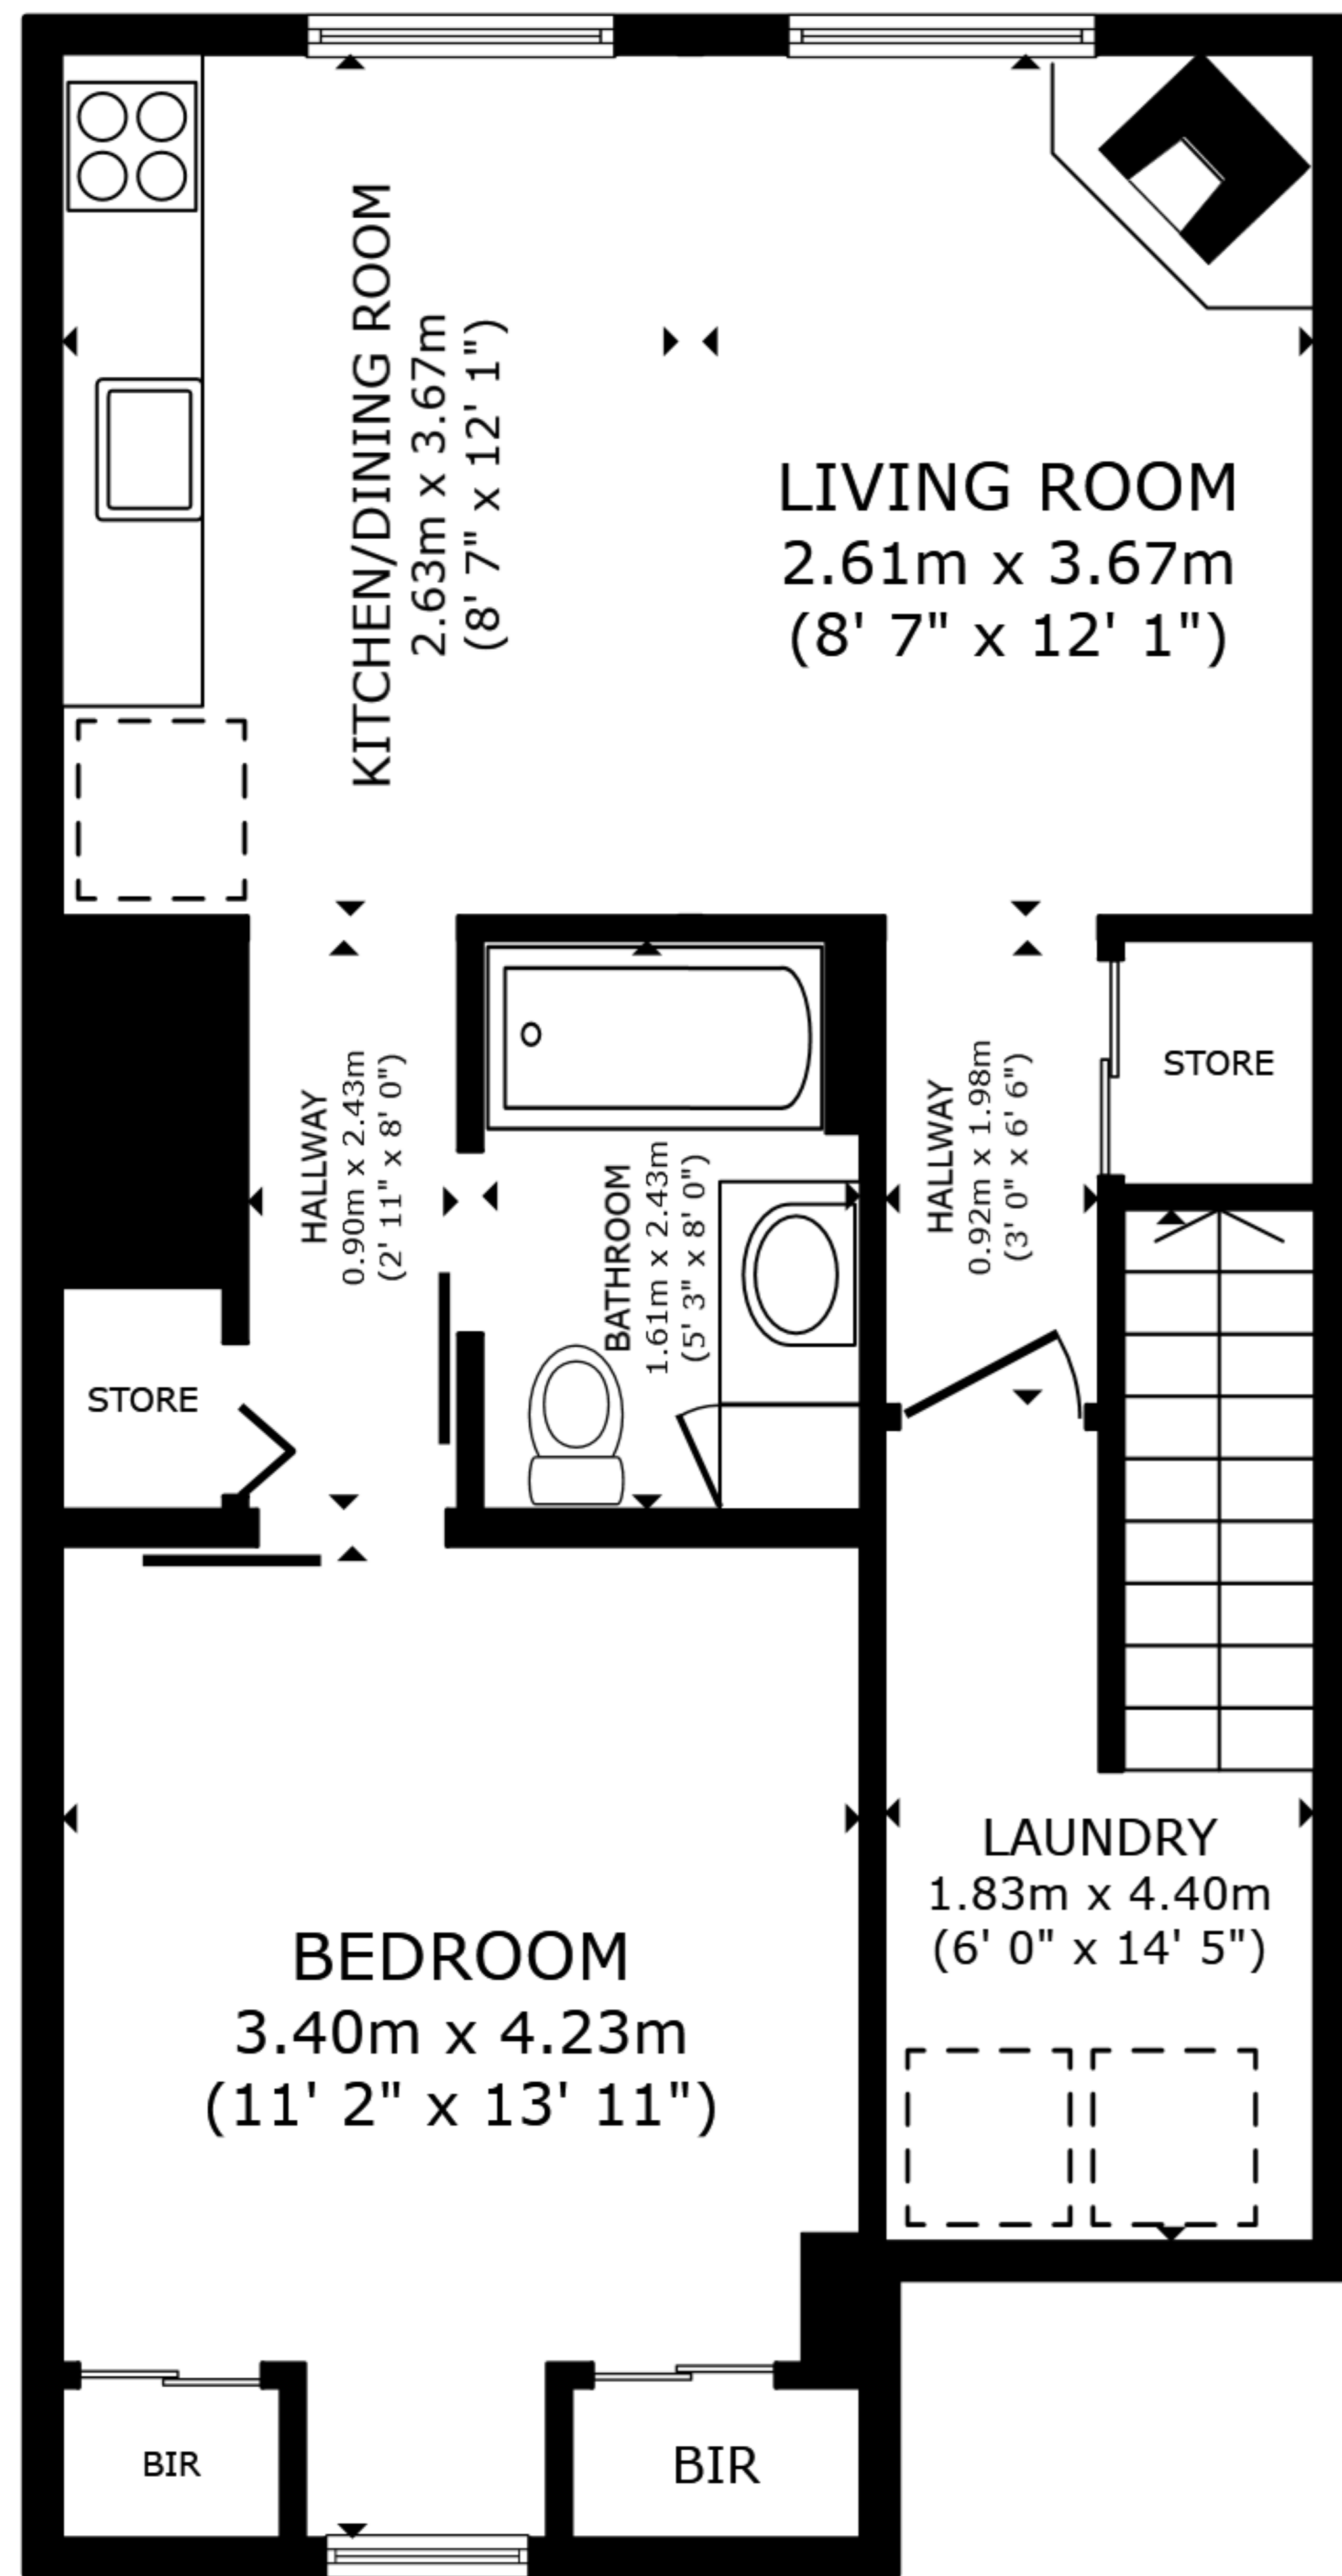 KITCHEN/DINING ROOM
2.63m x 3.67m
(8' 7" x 12' 1")
LIVING ROOM
2.61m x 3.67m
(8' 7" x 12' 1")
HALLWAY
0.90m x 2.43m
(2' 11" x 8' 0")
BATHROOM
1.61m x 2.43m
(5' 3" x 8' 0")
HALLWAY
0.92m x 1.98m
(3' 0" x 6' 6")
STORE
STORE
BEDROOM
3.40m x 4.23m
(11' 2" x 13' 11")
LAUNDRY
1.83m x 4.40m
(6' 0" x 14' 5")
BIR
BIR